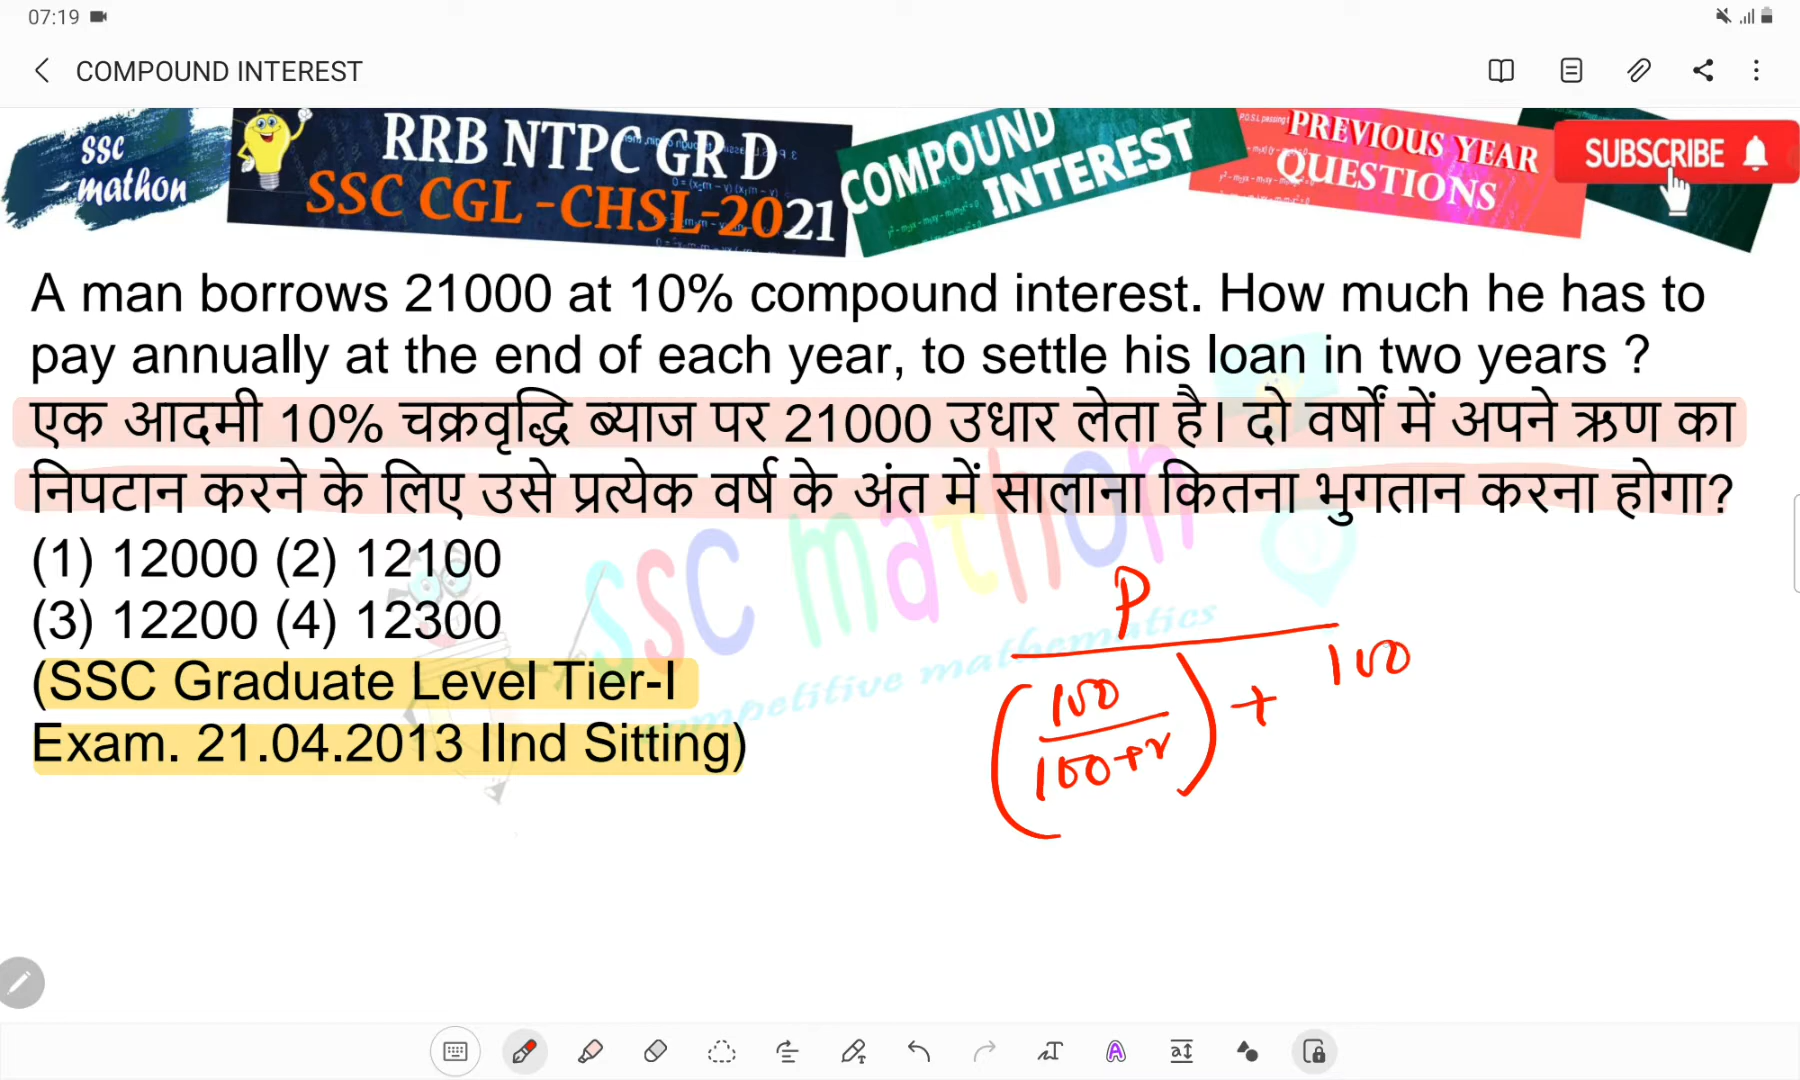 07:19
COMPOUND INTEREST
SSC
mathon
RRB NTPC GR D
SSC CGL -CHSL-2021
COMPOUND
INTEREST
PREVIOUS YEAR
QUESTIONS
SUBSCRIBE
A man borrows 21000 at 10% compound interest. How much he has to
pay annually at the end of each year, to settle his loan in two years ?
एक आदमी 10% चक्रवृद्धि ब्याज पर 21000 उधार लेता है। दो वर्षों में अपने ऋण का
निपटान करने के लिए उसे प्रत्येक वर्ष के अंत में सालाना कितना भुगतान करना होगा?
(1) 12000 (2) 12100
(3) 12200 (4) 12300
(SSC Graduate Level Tier-I
Exam. 21.04.2013 IInd Sitting)
SSC mathon
competitive mathematics
P
(100 / 100+r) + 100